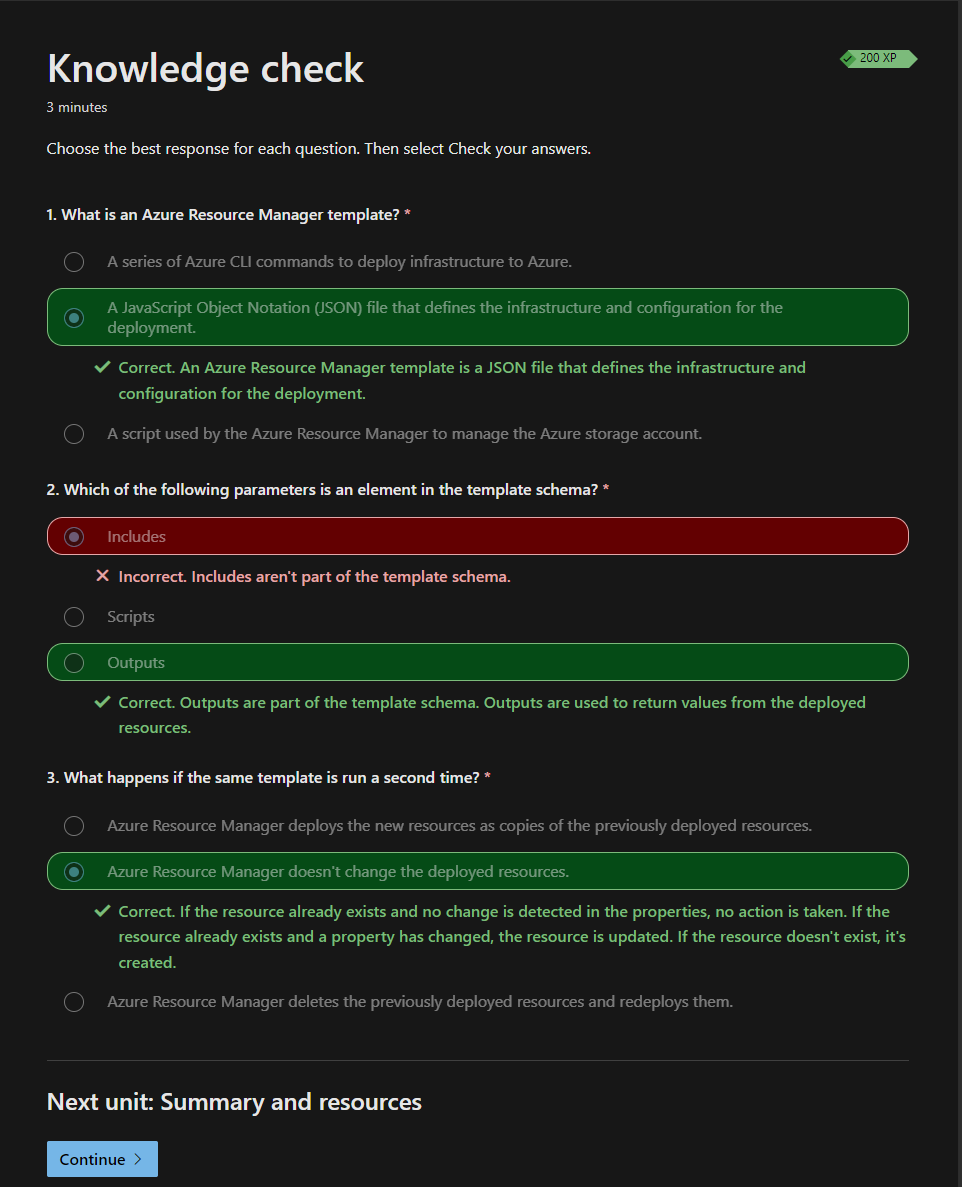 Knowledge check
200 XP
3 minutes
Choose the best response for each question. Then select Check your answers.
1. What is an Azure Resource Manager template? *
A series of Azure CLI commands to deploy infrastructure to Azure.
A JavaScript Object Notation (JSON) file that defines the infrastructure and configuration for the
deployment.
Correct. An Azure Resource Manager template is a JSON file that defines the infrastructure and
configuration for the deployment.
A script used by the Azure Resource Manager to manage the Azure storage account.
2. Which of the following parameters is an element in the template schema? *
Includes
Incorrect. Includes aren't part of the template schema.
Scripts
Outputs
Correct. Outputs are part of the template schema. Outputs are used to return values from the deployed
resources.
3. What happens if the same template is run a second time? *
Azure Resource Manager deploys the new resources as copies of the previously deployed resources.
Azure Resource Manager doesn't change the deployed resources.
Correct. If the resource already exists and no change is detected in the properties, no action is taken. If the
resource already exists and a property has changed, the resource is updated. If the resource doesn't exist, it's
created.
Azure Resource Manager deletes the previously deployed resources and redeploys them.
Next unit: Summary and resources
Continue